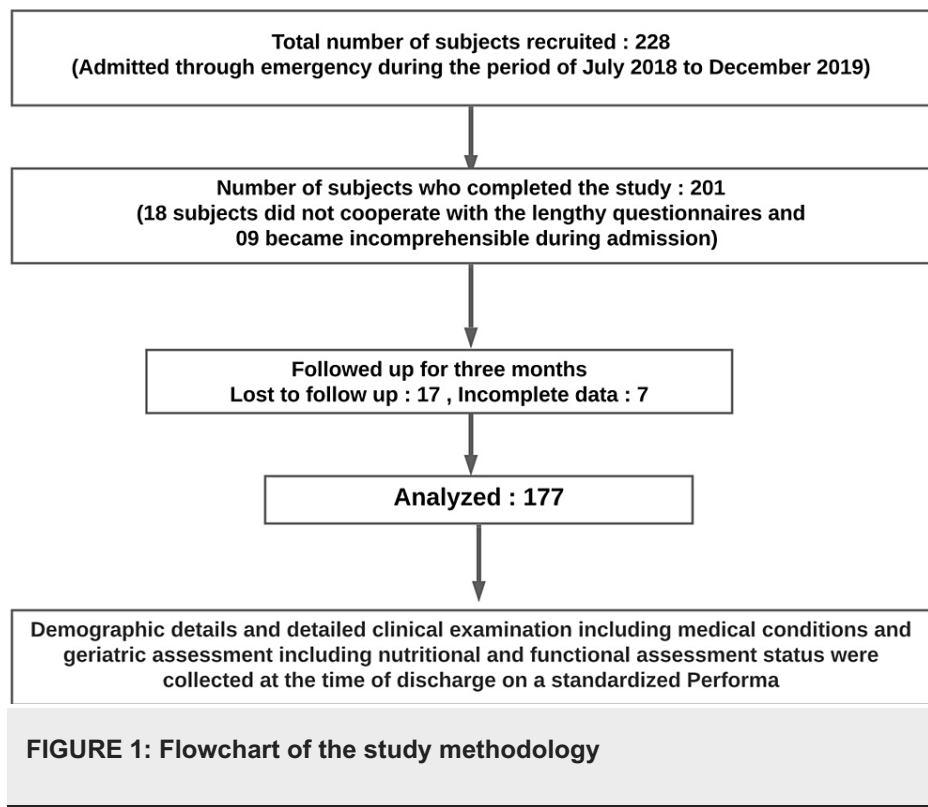 Total number of subjects recruited : 228
(Admitted through emergency during the period of July 2018 to December 2019)
Number of subjects who completed the study : 201
(18 subjects did not cooperate with the lengthy questionnaires and
09 became incomprehensible during admission)
Followed up for three months
Lost to follow up : 17 , Incomplete data : 7
Analyzed : 177
Demographic details and detailed clinical examination including medical conditions and
geriatric assessment including nutritional and functional assessment status were
collected at the time of discharge on a standardized Performa
FIGURE 1: Flowchart of the study methodology